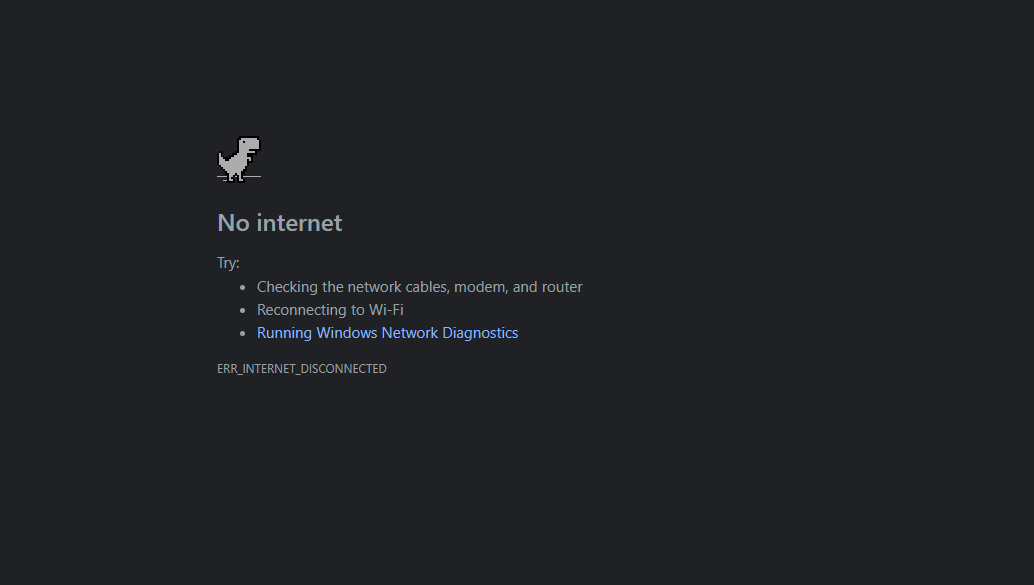 No internet
Try:
Checking the network cables, modem, and router
Reconnecting to Wi-Fi
Running Windows Network Diagnostics
ERR_INTERNET_DISCONNECTED